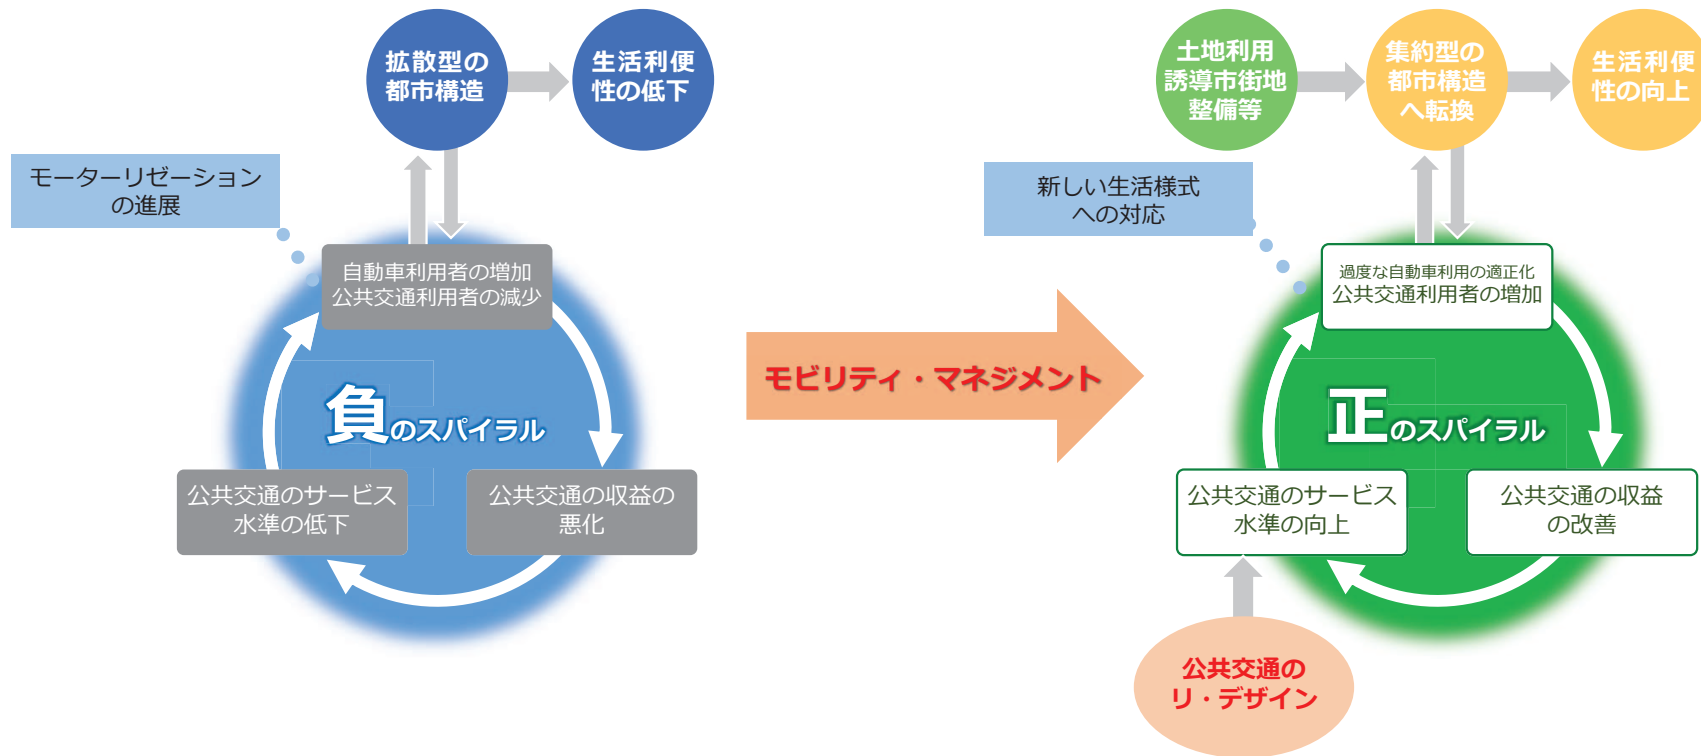 拡散型の
都市構造
生活利便
性の低下
モーターリゼーション
の進展
自動車利用者の増加
公共交通利用者の減少
負のスパイラル
公共交通のサービス
水準の低下
公共交通の収益の
悪化
モビリティ・マネジメント
土地利用
誘導市街地
整備等
集約型の
都市構造
へ転換
生活利便
性の向上
新しい生活様式
への対応
過度な自動車利用の適正化
公共交通利用者の増加
正のスパイラル
公共交通のサービス
水準の向上
公共交通の収益
の改善
公共交通の
リ・デザイン